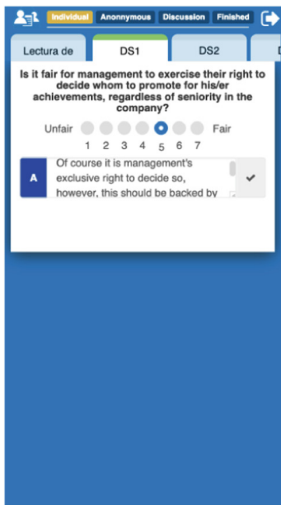 Individual Anonnymous Discussion Finished
Lectura de DS1 DS2
Is it fair for management to exercise their right to
decide whom to promote for his/er
achievements, regardless of seniority in the
company?
Unfair Fair
1 2 3 4 5 6 7
A
Of course it is management's
exclusive right to decide so,
however, this should be backed by